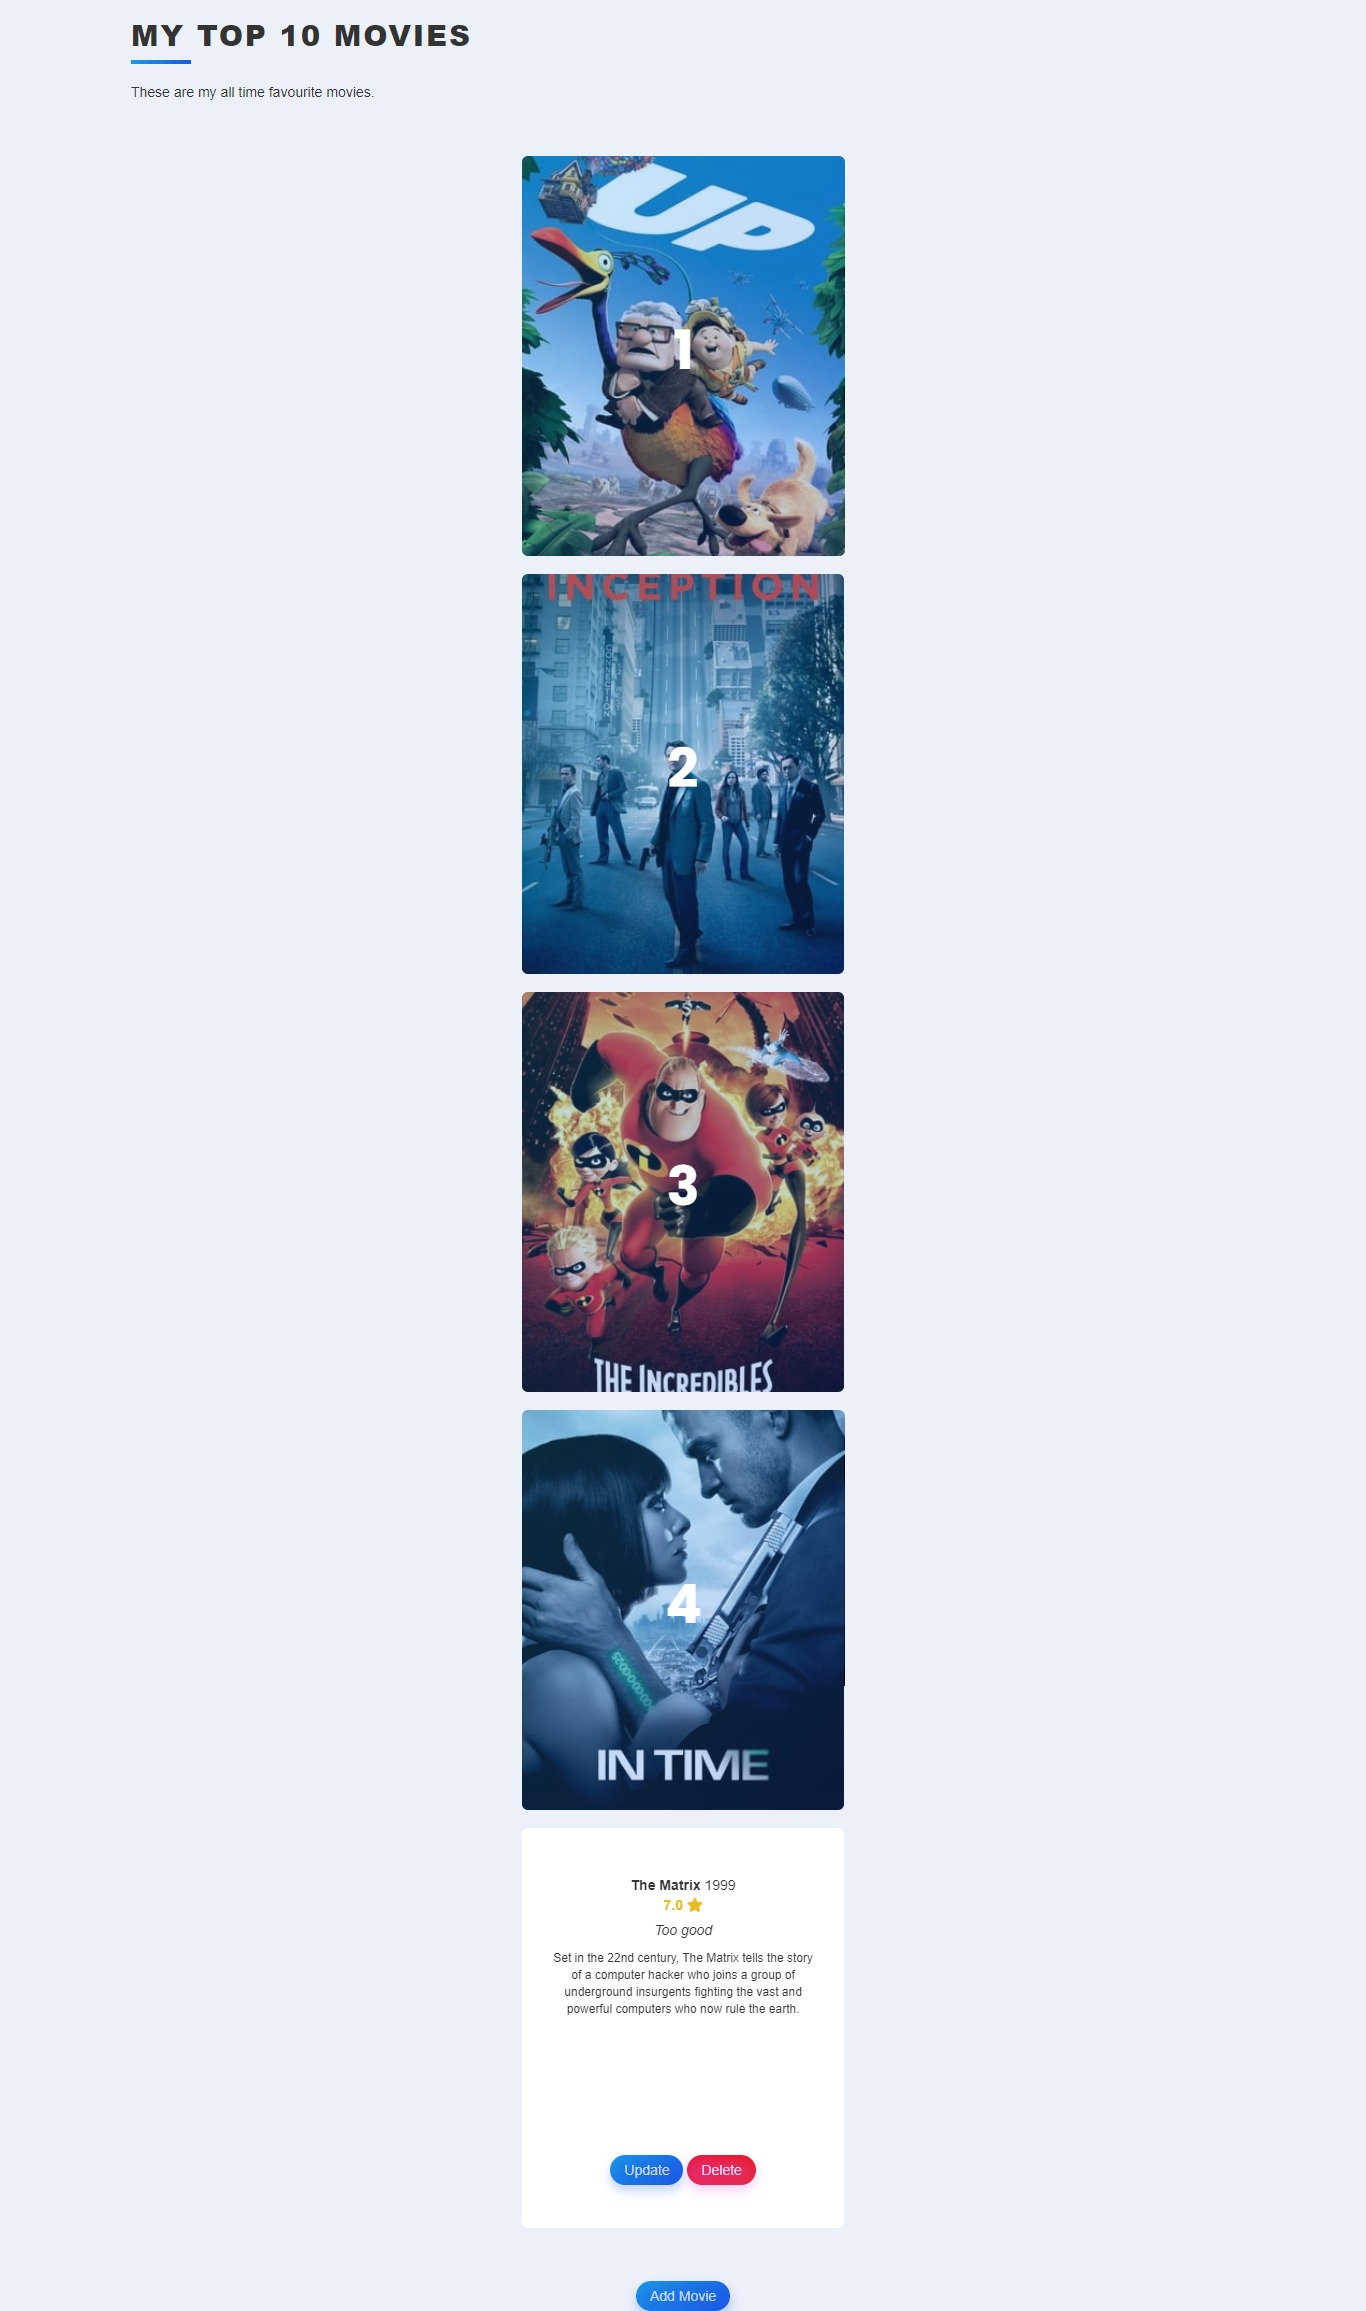 MY TOP 10 MOVIES
These are my all time favourite movies.
UP
1
INCEPTION
2
3
THE INCREDIBLES
4
IN TIME
The Matrix 1999
7.0
Too good
Set in the 22nd century, The Matrix tells the story
of a computer hacker who joins a group of
underground insurgents fighting the vast and
powerful computers who now rule the earth.
Update Delete
Add Movie